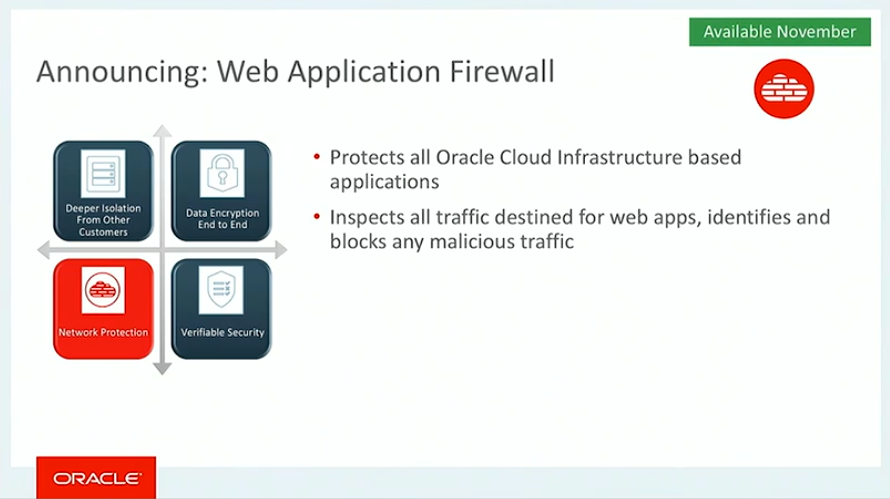 Available November
Announcing: Web Application Firewall
Deeper Isolation
From Other
Customers
Data Encryption
End to End
Network Protection
Verifiable Security
• Protects all Oracle Cloud Infrastructure based
applications
• Inspects all traffic destined for web apps, identifies and
blocks any malicious traffic
ORACLE®